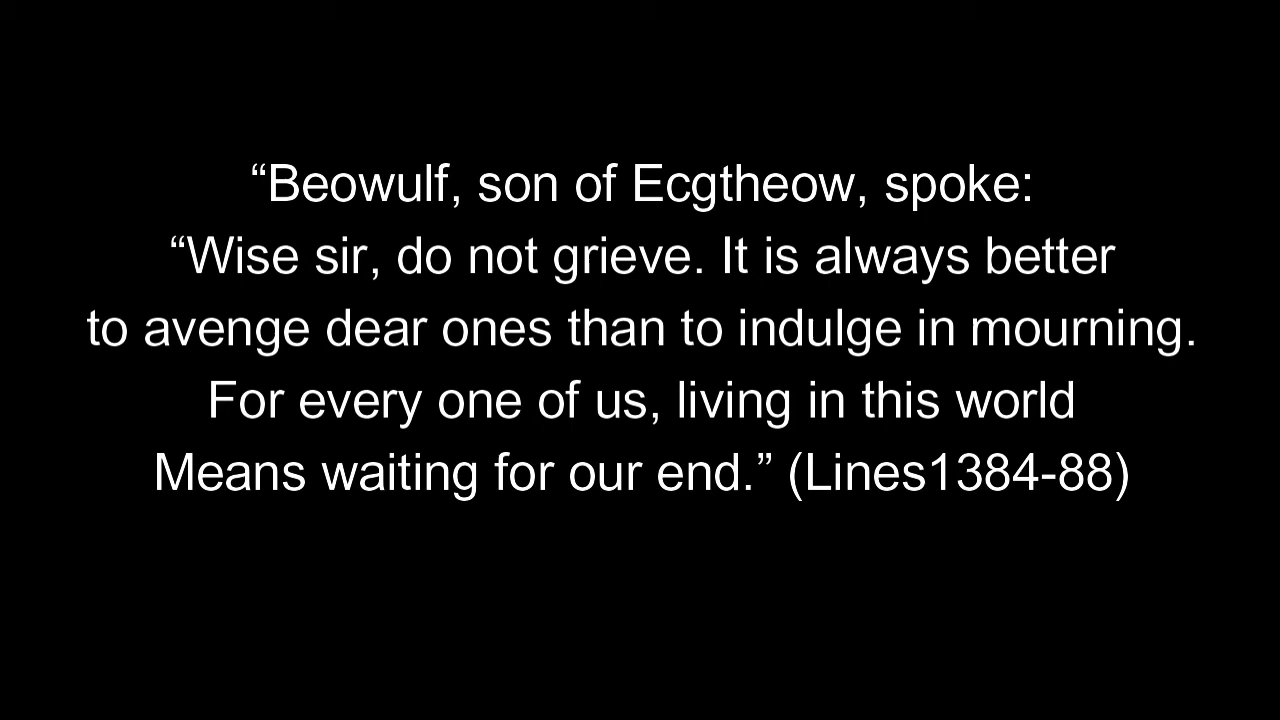 “Beowulf, son of Ecgtheow, spoke:
“Wise sir, do not grieve. It is always better
to avenge dear ones than to indulge in mourning.
For every one of us, living in this world
Means waiting for our end.” (Lines1384-88)